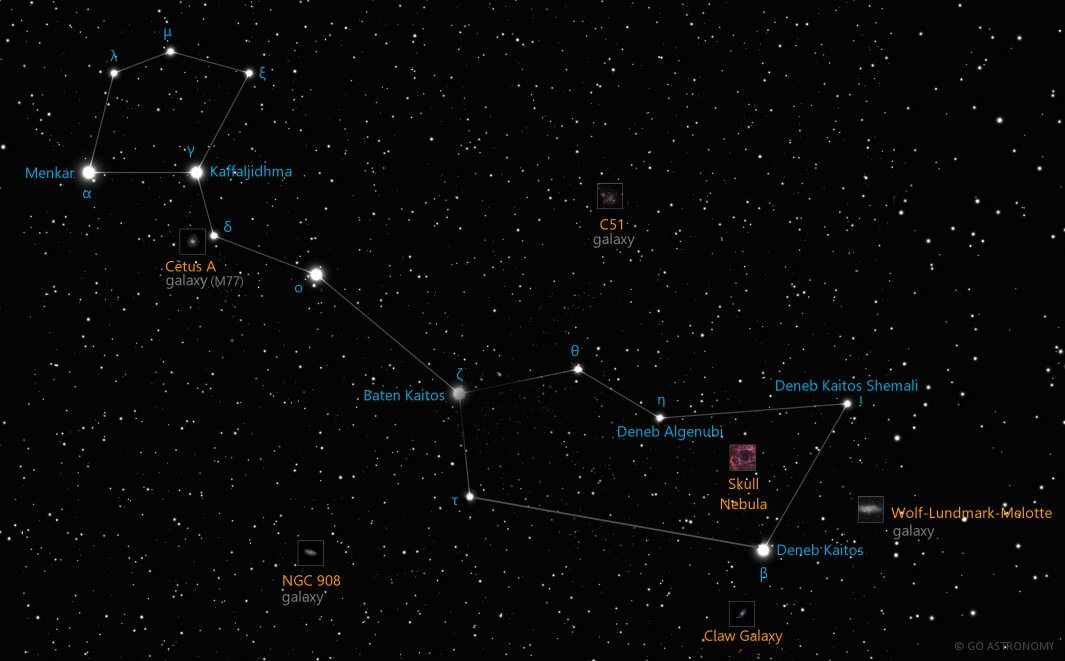 μ
λ
ξ
γ
Menkar
Kaffaljidhma
α
C51
galaxy
δ
Cetus A
galaxy (M77)
ο
θ
ζ
Deneb Kaitos Shemali
Baten Kaitos
η
ι
Deneb Algenubi
Skull
Nebula
τ
Wolf-Lundmark-Melotte
galaxy
Deneb Kaitos
β
NGC 908
galaxy
Claw Galaxy
© GO ASTRONOMY